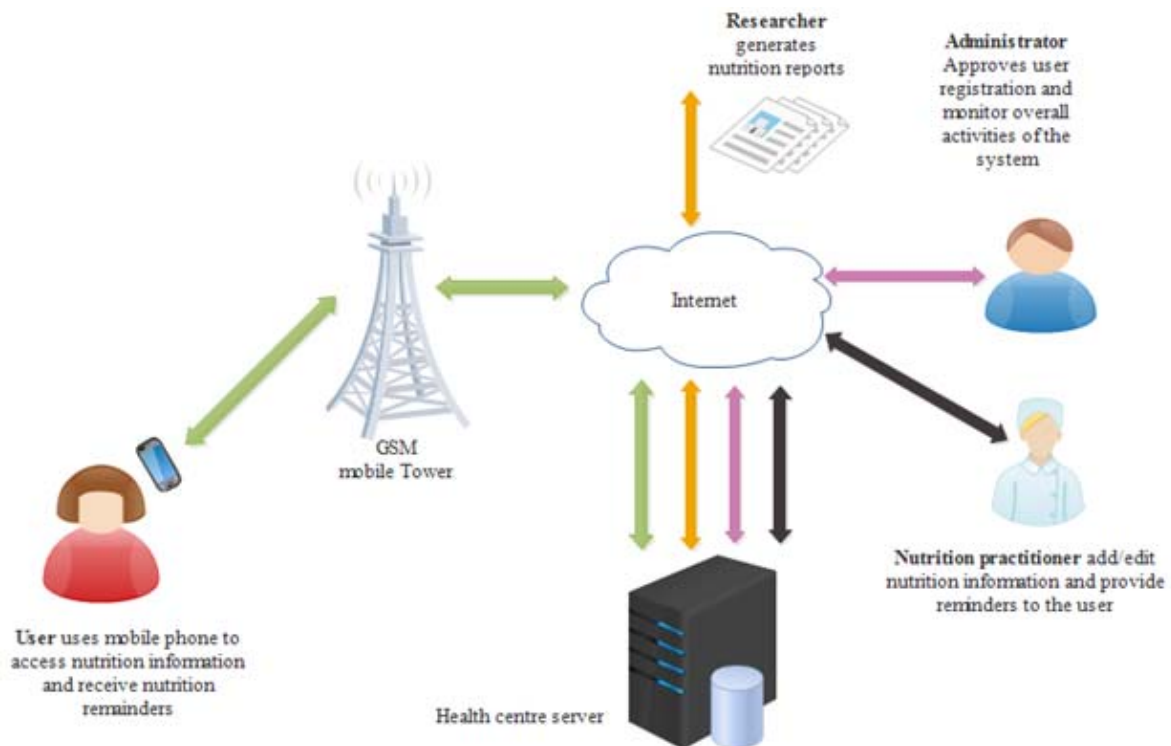 Researcher
generates
nutrition reports
Administrator
Approves user
registration and
monitor overall
activities of the
system
Internet
GSM
mobile Tower
Nutrition practitioner add/edit
nutrition information and provide
reminders to the user
User uses mobile phone to
access nutrition information
and receive nutrition
remainders
Health centre server